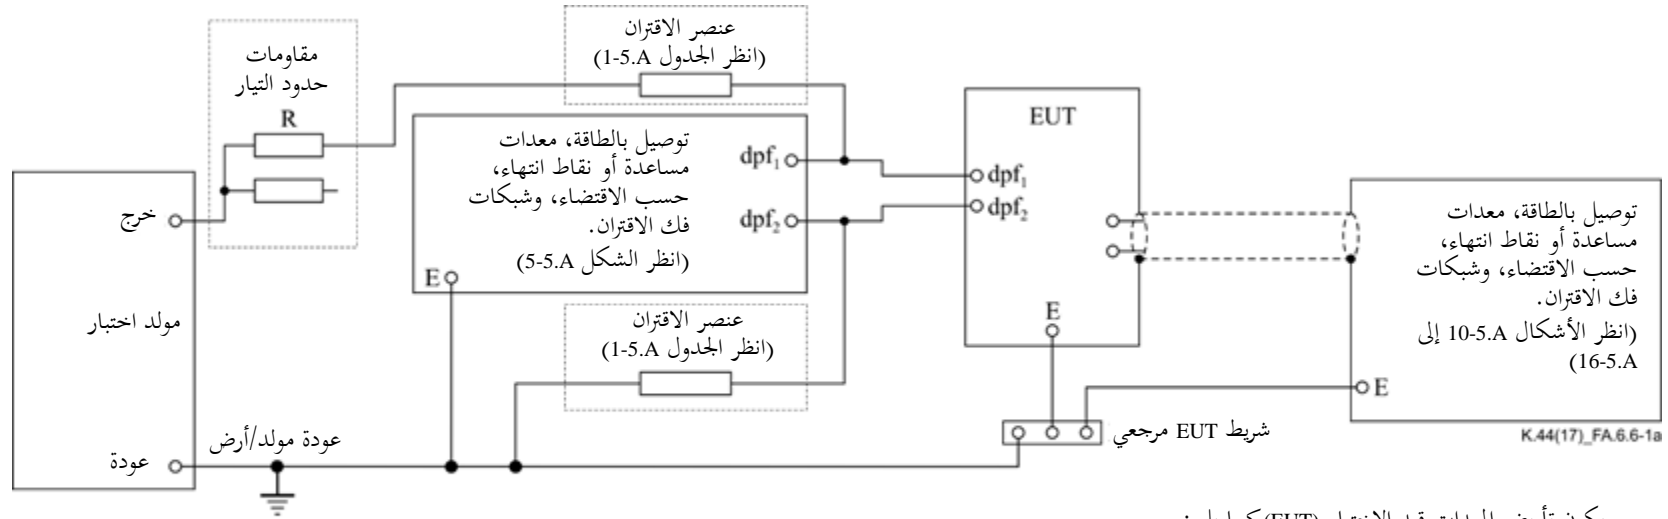 عنصر الاقتران
(انظر الجدول A.‏5-1)
مقاومات
حدود التيار
R
توصيل بالطاقة، معدات
مساعدة أو نقاط انتهاء،
حسب الاقتضاء، وشبكات
فك الاقتران.
(انظر الشكل A.‏5-5)
dpf1
dpf2
E
EUT
dpf1
dpf2
E
خرج
مولد اختبار
عودة
عودة مولد/أرض
عنصر الاقتران
(انظر الجدول A.‏5-1)
شريط EUT مرجعي
توصيل بالطاقة، معدات
مساعدة أو نقاط انتهاء،
حسب الاقتضاء، وشبكات
فك الاقتران.
(انظر الأشكال A.‏5-10 إلى
A.‏5-16)
E
K.44(17)_FA.6.6-1a